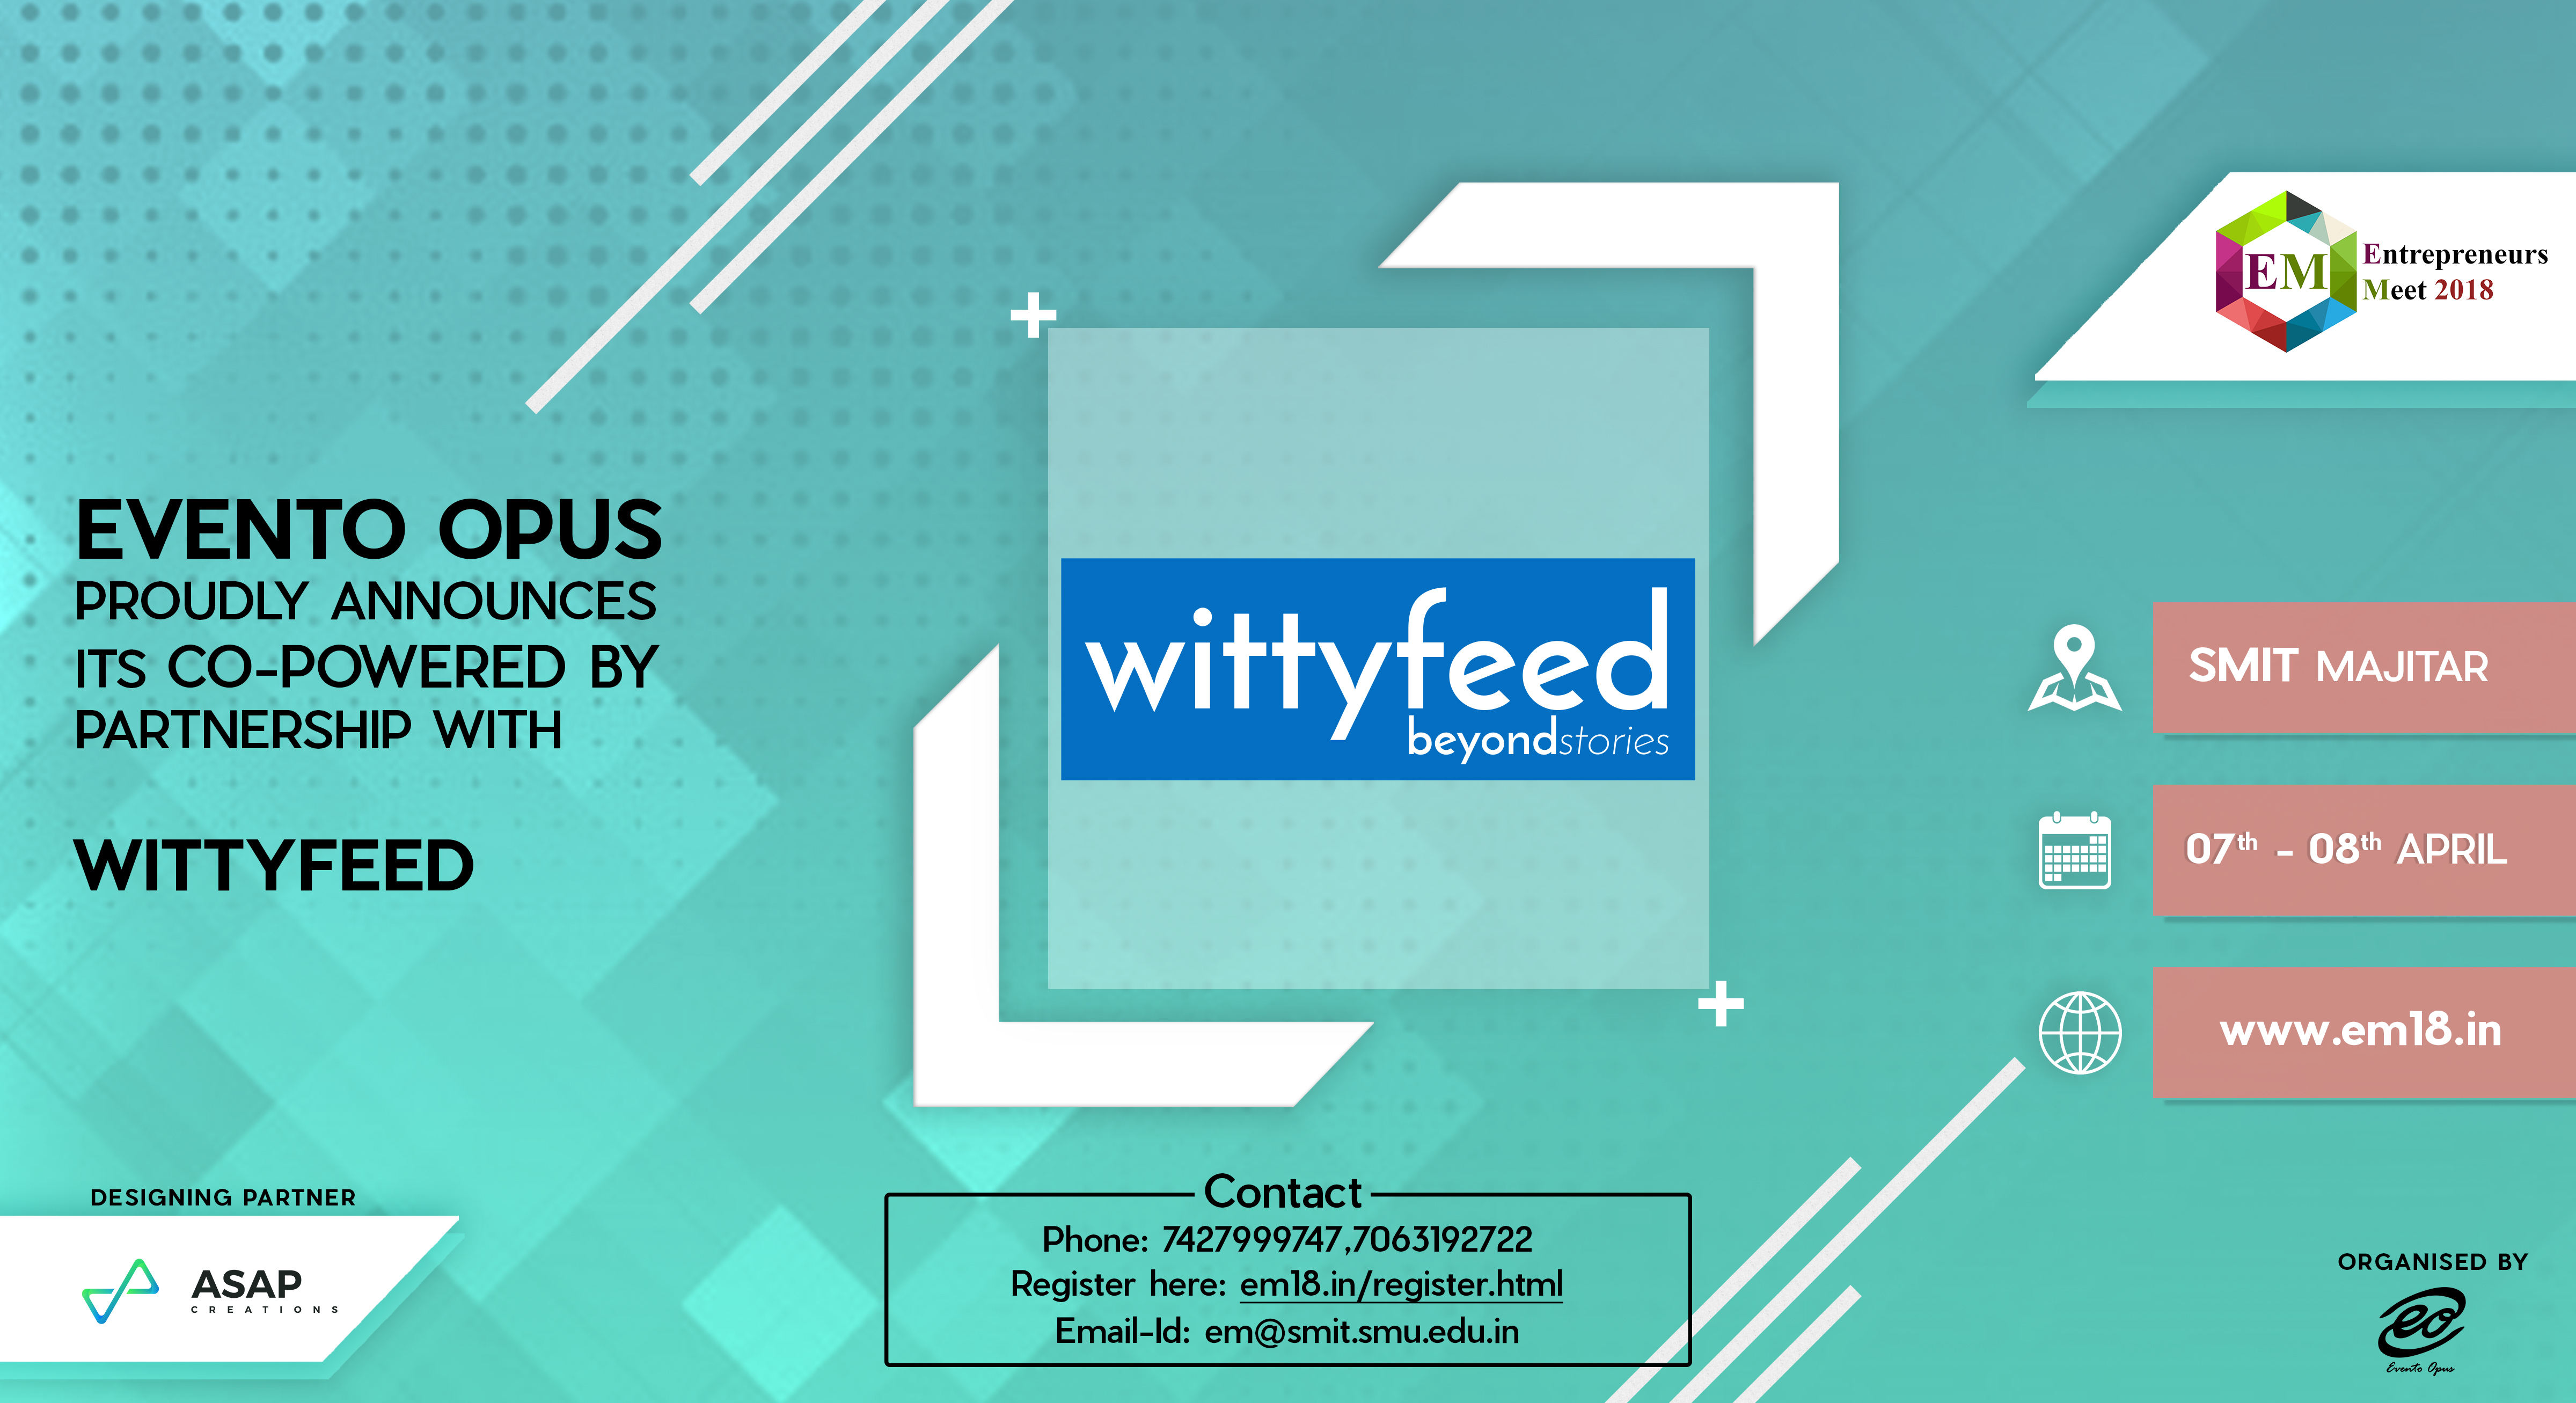 EVENTO OPUS
PROUDLY ANNOUNCES
ITS CO-POWERED BY
PARTNERSHIP WITH
WITTYFEED
wittyfeed
beyondstories
EM
Entrepreneurs
Meet 2018
SMIT MAJITAR
07th - 08th APRIL
www.em18.in
DESIGNING PARTNER
ASAP
CREATIONS
Contact
Phone: 7427999747,7063192722
Register here: em18.in/register.html
Email-Id: em@smit.smu.edu.in
ORGANISED BY
eo
Evento Opus